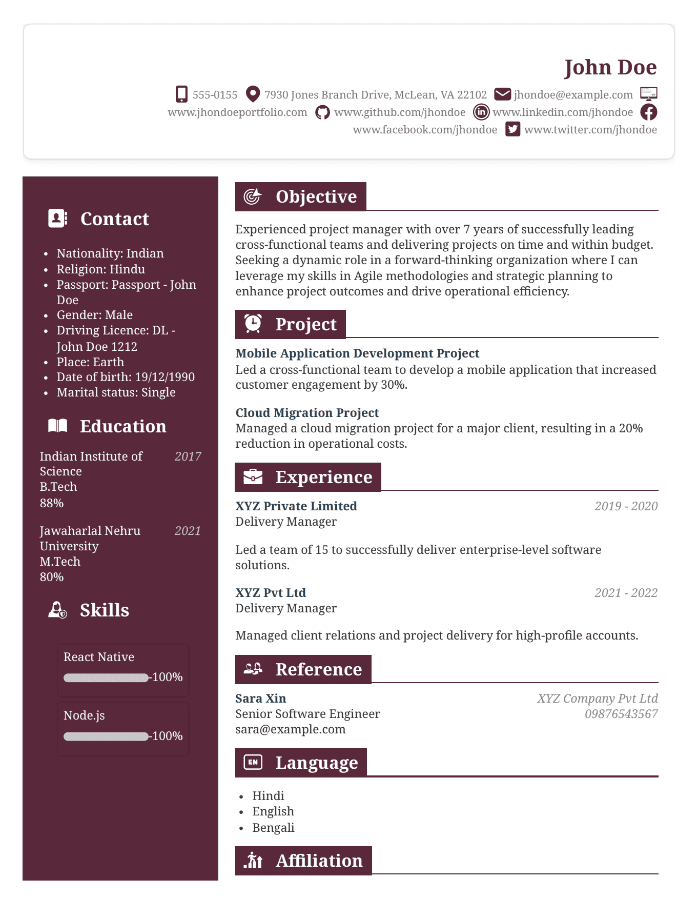 John Doe
555-0155 7930 Jones Branch Drive, McLean, VA 22102 jhondoe@example.com
www.jhondoeportfolio.com www.github.com/jhondoe www.linkedin.com/jhondoe
www.facebook.com/jhondoe www.twitter.com/jhondoe
Contact
• Nationality: Indian
• Religion: Hindu
• Passport: Passport - John
Doe
• Gender: Male
• Driving Licence: DL -
John Doe 1212
• Place: Earth
• Date of birth: 19/12/1990
• Marital status: Single
Education
Indian Institute of 2017
Science
B.Tech
88%
Jawaharlal Nehru 2021
University
M.Tech
80%
Skills
React Native
-100%
Node.js
-100%
Objective
Experienced project manager with over 7 years of successfully leading
cross-functional teams and delivering projects on time and within budget.
Seeking a dynamic role in a forward-thinking organization where I can
leverage my skills in Agile methodologies and strategic planning to
enhance project outcomes and drive operational efficiency.
Project
Mobile Application Development Project
Led a cross-functional team to develop a mobile application that increased
customer engagement by 30%.
Cloud Migration Project
Managed a cloud migration project for a major client, resulting in a 20%
reduction in operational costs.
Experience
XYZ Private Limited 2019 - 2020
Delivery Manager
Led a team of 15 to successfully deliver enterprise-level software
solutions.
XYZ Pvt Ltd 2021 - 2022
Delivery Manager
Managed client relations and project delivery for high-profile accounts.
Reference
Sara Xin XYZ Company Pvt Ltd
Senior Software Engineer 09876543567
sara@example.com
EN Language
• Hindi
• English
• Bengali
Affiliation